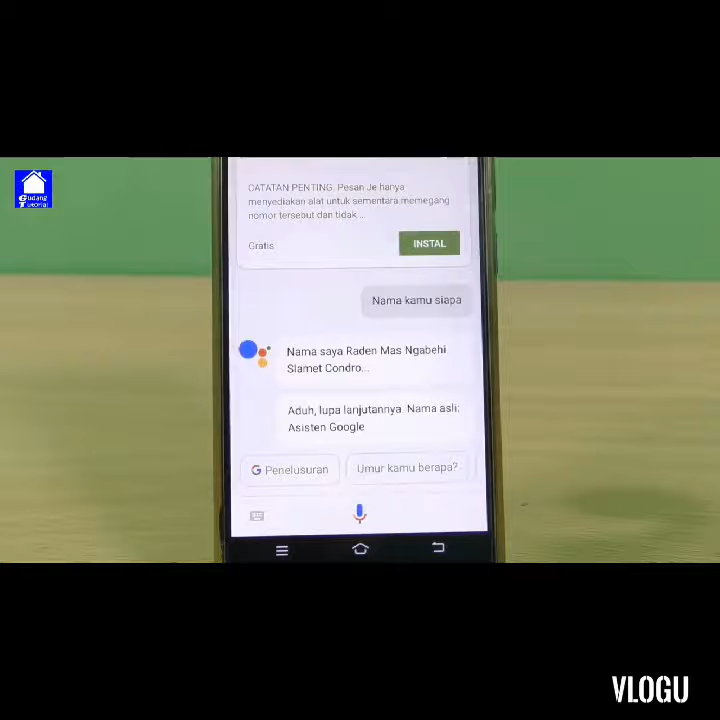 Gudang
Tutorial
CATATAN PENTING. Pesan Je hanya
menyediakan alat untuk sementara memegang
nomor tersebut dan tidak...
Gratis
INSTAL
Nama kamu siapa
Nama saya Raden Mas Ngabehi
Slamet Condro...
Aduh, lupa lanjutannya. Nama asli:
Asisten Google
G Penelusuran
Umur kamu berapa?
VLOGU